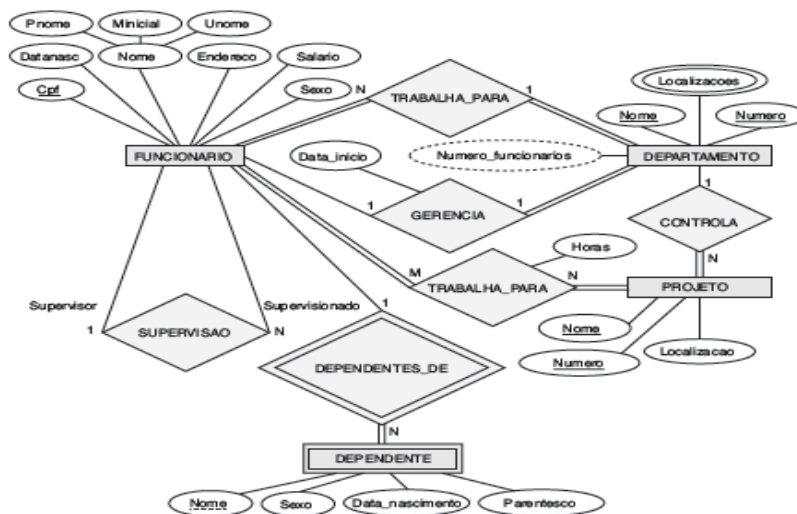 Pnome Minicial Unome
Datanasc Nome Endereco Salario
Cpf Sexo N TRABALHA_PARA 1 Localizacoes
Nome Numero
FUNCIONARIO Data_inicio Numero_funcionarios DEPARTAMENTO
1 GERENCIA 1 1
CONTROLA
M TRABALHA_PARA Horas N N
PROJETO
Supervisor Supervisionado 1
1 SUPERVISAO N
Nome
Numero Localizacao
DEPENDENTES_DE
N
DEPENDENTE
Nome Sexo Data_nascimento Parentesco